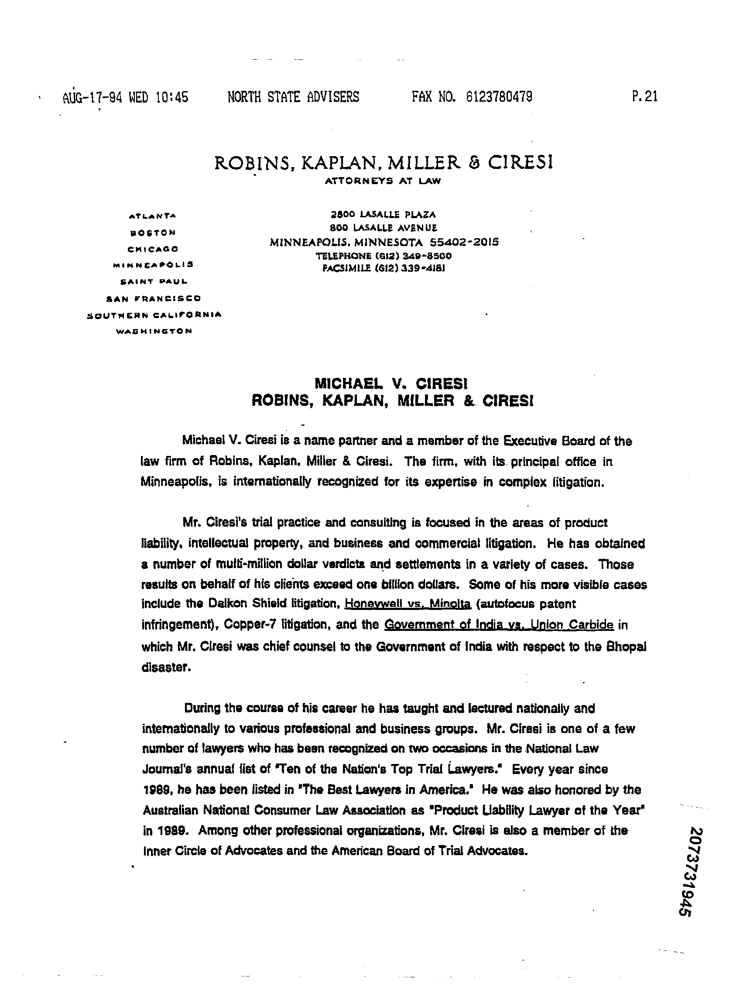 AUG-17-94 WED 10:45 NORTH STATE ADVISERS FAX NO. 6123780479 P.21
ROBINS, KAPLAN, MILLER & CIRESI
ATTORNEYS AT LAW
ATLANTA
BOSTON
CHICAGO
MINNEAPOLIS
SAINT PAUL
SAN FRANCISCO
SOUTHERN CALIFORNIA
WASHINGTON
2800 LASALLE PLAZA
800 LASALLE AVENUE
MINNEAPOLIS, MINNESOTA 55402-2015
TELEPHONE (612) 349-8500
FACSIMILE (612) 339-4181
MICHAEL V. CIRESI
ROBINS, KAPLAN, MILLER & CIRESI
Michael V. Ciresi is a name partner and a member of the Executive Board of the
law firm of Robins, Kaplan, Miller & Ciresi. The firm, with its principal office in
Minneapolis, is internationally recognized for its expertise in complex litigation.
Mr. Ciresi's trial practice and consulting is focused in the areas of product
liability, intellectual property, and business and commercial litigation. He has obtained
a number of multi-million dollar verdicts and settlements in a variety of cases. Those
results on behalf of his clients exceed one billion dollars. Some of his more visible cases
include the Dalkon Shield litigation, Honeywell vs. Minolta (autofocus patent
infringement), Copper-7 litigation, and the Government of India vs. Union Carbide in
which Mr. Ciresi was chief counsel to the Government of India with respect to the Bhopal
disaster.
During the course of his career he has taught and lectured nationally and
internationally to various professional and business groups. Mr. Ciresi is one of a few
number of lawyers who has been recognized on two occasions in the National Law
Journal's annual list of "Ten of the Nation's Top Trial Lawyers." Every year since
1989, he has been listed in "The Best Lawyers in America." He was also honored by the
Australian National Consumer Law Association as "Product Liability Lawyer of the Year"
in 1989. Among other professional organizations, Mr. Ciresi is also a member of the
Inner Circle of Advocates and the American Board of Trial Advocates.
2073731945